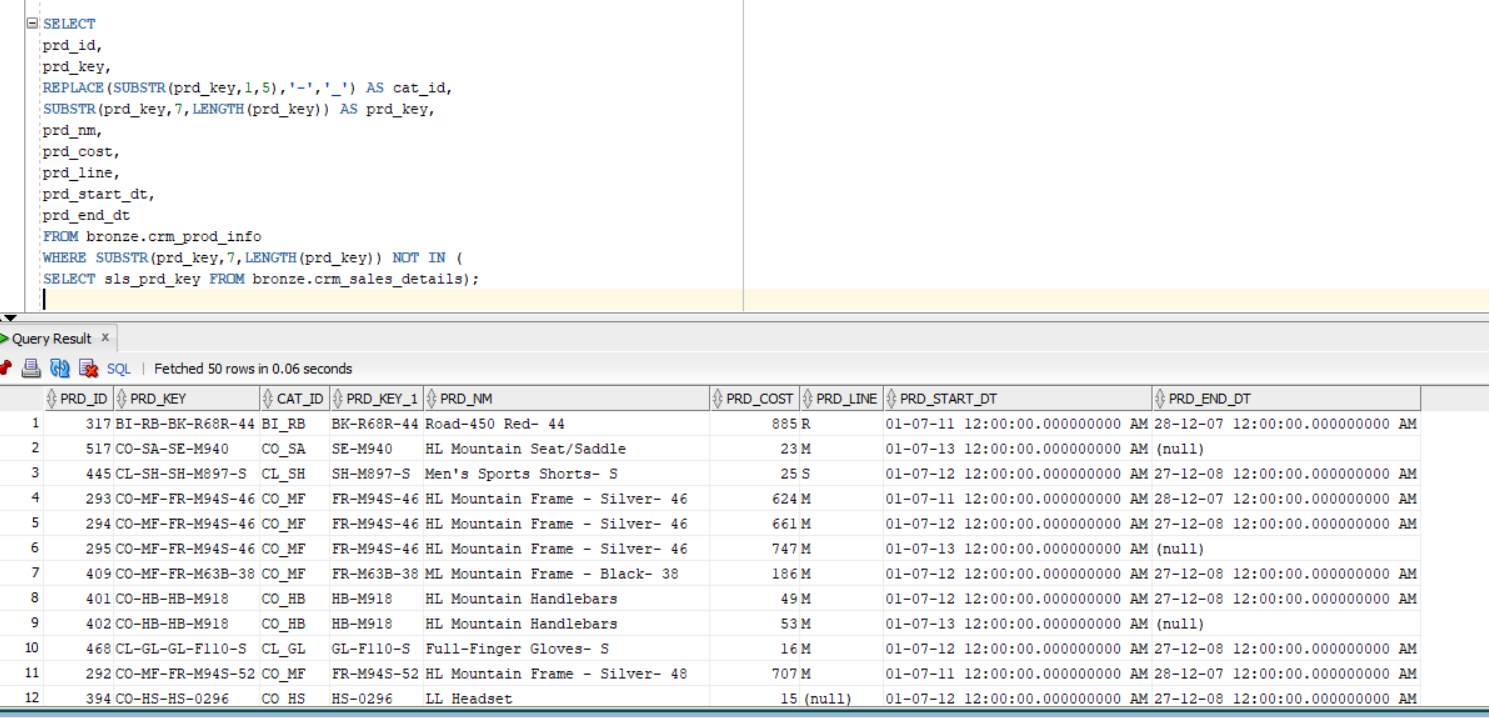 SELECT
prd_id,
prd_key,
REPLACE(SUBSTR(prd_key,1,5),'-','_') AS cat_id,
SUBSTR(prd_key,7,LENGTH(prd_key)) AS prd_key,
prd_nm,
prd_cost,
prd_line,
prd_start_dt,
prd_end_dt
FROM bronze.crm_prod_info
WHERE SUBSTR(prd_key,7,LENGTH(prd_key)) NOT IN (
SELECT sls_prd_key FROM bronze.crm_sales_details);
Query Result x
SQL | Fetched 50 rows in 0.06 seconds
PRD_ID PRD_KEY CAT_ID PRD_KEY_1 PRD_NM PRD_COST PRD_LINE PRD_START_DT PRD_END_DT
1 317 BI-RB-BK-R68R-44 BI_RB BK-R68R-44 Road-450 Red- 44 885 R 01-07-11 12:00:00.000000000 AM 28-12-07 12:00:00.000000000 AM
2 517 CO-SA-SE-M940 CO_SA SE-M940 HL Mountain Seat/Saddle 23 M 01-07-13 12:00:00.000000000 AM (null)
3 445 CL-SH-SH-M897-S CL_SH SH-M897-S Men's Sports Shorts- S 25 S 01-07-12 12:00:00.000000000 AM 27-12-08 12:00:00.000000000 AM
4 293 CO-MF-FR-M94S-46 CO_MF FR-M94S-46 HL Mountain Frame - Silver- 46 624 M 01-07-11 12:00:00.000000000 AM 28-12-07 12:00:00.000000000 AM
5 294 CO-MF-FR-M94S-46 CO_MF FR-M94S-46 HL Mountain Frame - Silver- 46 661 M 01-07-12 12:00:00.000000000 AM 27-12-08 12:00:00.000000000 AM
6 295 CO-MF-FR-M94S-46 CO_MF FR-M94S-46 HL Mountain Frame - Silver- 46 747 M 01-07-13 12:00:00.000000000 AM (null)
7 409 CO-MF-FR-M63B-38 CO_MF FR-M63B-38 ML Mountain Frame - Black- 38 186 M 01-07-12 12:00:00.000000000 AM 27-12-08 12:00:00.000000000 AM
8 401 CO-HB-HB-M918 CO_HB HB-M918 HL Mountain Handlebars 49 M 01-07-12 12:00:00.000000000 AM 27-12-08 12:00:00.000000000 AM
9 402 CO-HB-HB-M918 CO_HB HB-M918 HL Mountain Handlebars 53 M 01-07-13 12:00:00.000000000 AM (null)
10 468 CL-GL-GL-F110-S CL_GL GL-F110-S Full-Finger Gloves- S 16 M 01-07-12 12:00:00.000000000 AM 27-12-08 12:00:00.000000000 AM
11 292 CO-MF-FR-M94S-52 CO_MF FR-M94S-52 HL Mountain Frame - Silver- 48 707 M 01-07-11 12:00:00.000000000 AM 28-12-07 12:00:00.000000000 AM
12 394 CO-HS-HS-0296 CO_HS HS-0296 LL Headset 15 (null) 01-07-12 12:00:00.000000000 AM 27-12-08 12:00:00.000000000 AM